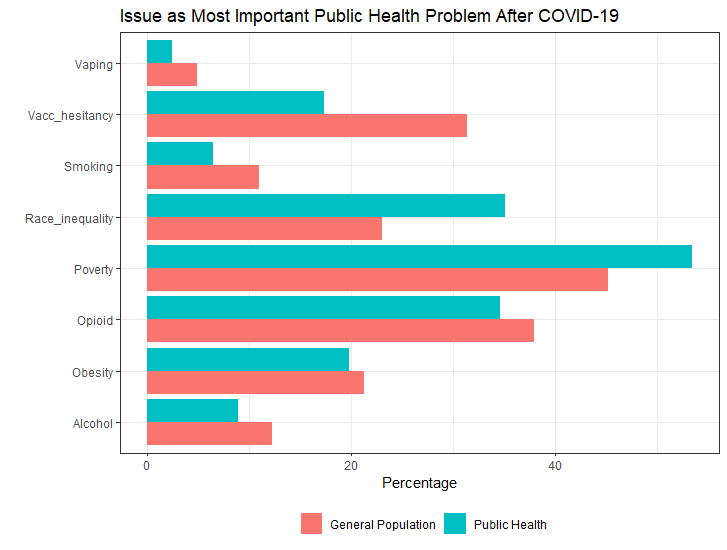 Issue as Most Important Public Health Problem After COVID-19
Vaping
Vacc_hesitancy
Smoking
Race_inequality
Poverty
Opioid
Obesity
Alcohol
0 20 40
Percentage
General Population Public Health